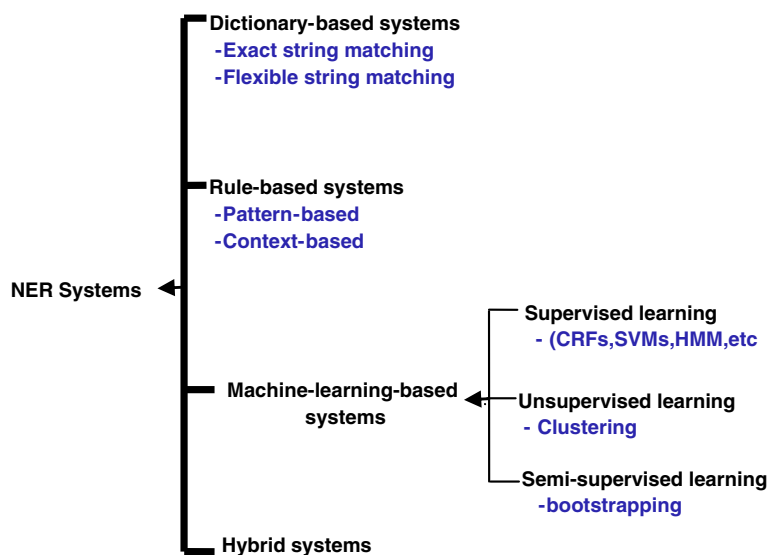 Dictionary-based systems
-Exact string matching
-Flexible string matching
Rule-based systems
-Pattern-based
-Context-based
NER Systems
Machine-learning-based
systems
Supervised learning
- (CRFs,SVMs,HMM,etc
Unsupervised learning
- Clustering
Semi-supervised learning
-bootstrapping
Hybrid systems